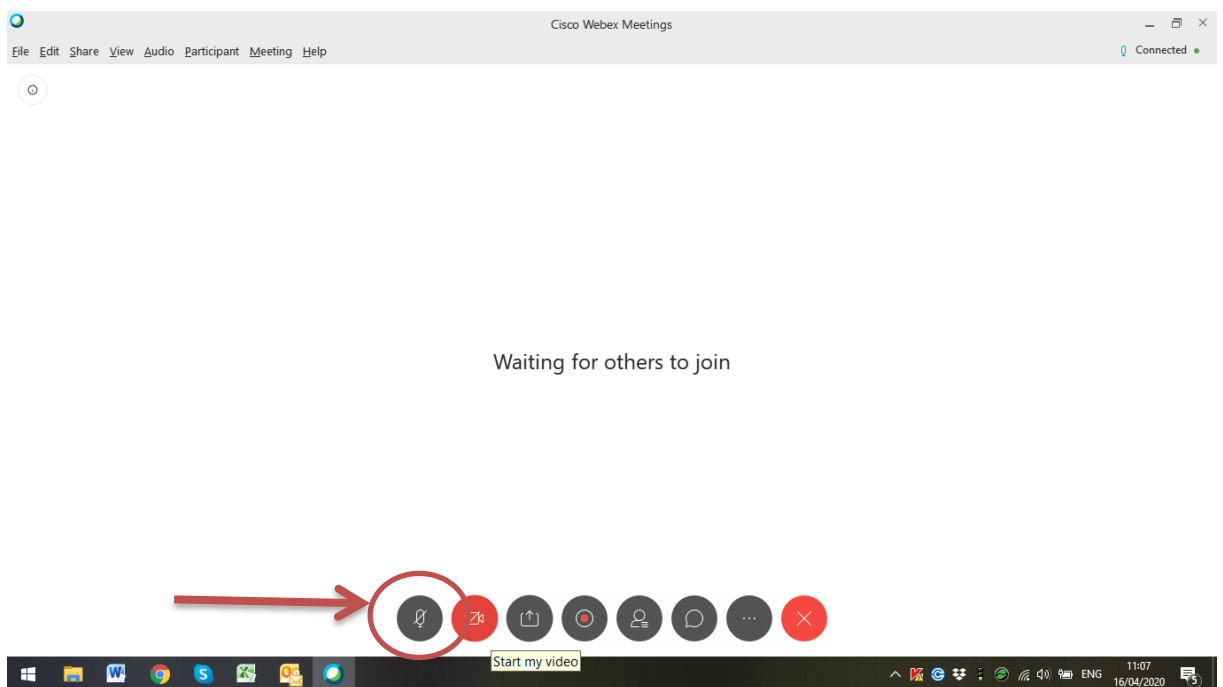 Cisco Webex Meetings
File Edit Share View Audio Participant Meeting Help
Connected
Waiting for others to join
Start my video
ENG
11:07
16/04/2020
5